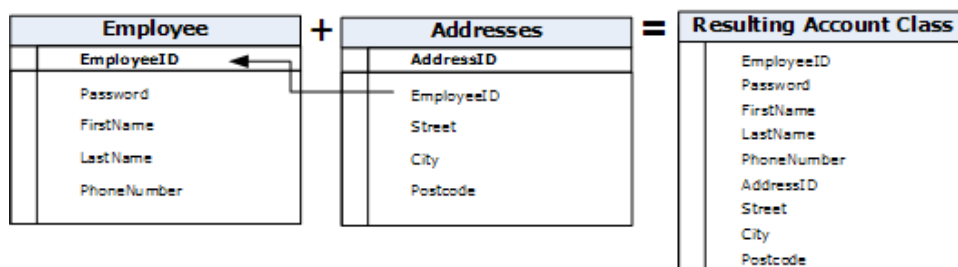 Employee
EmployeeID
Password
FirstName
LastName
PhoneNumber
+
Addresses
AddressID
EmployeeID
Street
City
Postcode
=
Resulting Account Class
EmployeeID
Password
FirstName
LastName
PhoneNumber
AddressID
Street
City
Postcode